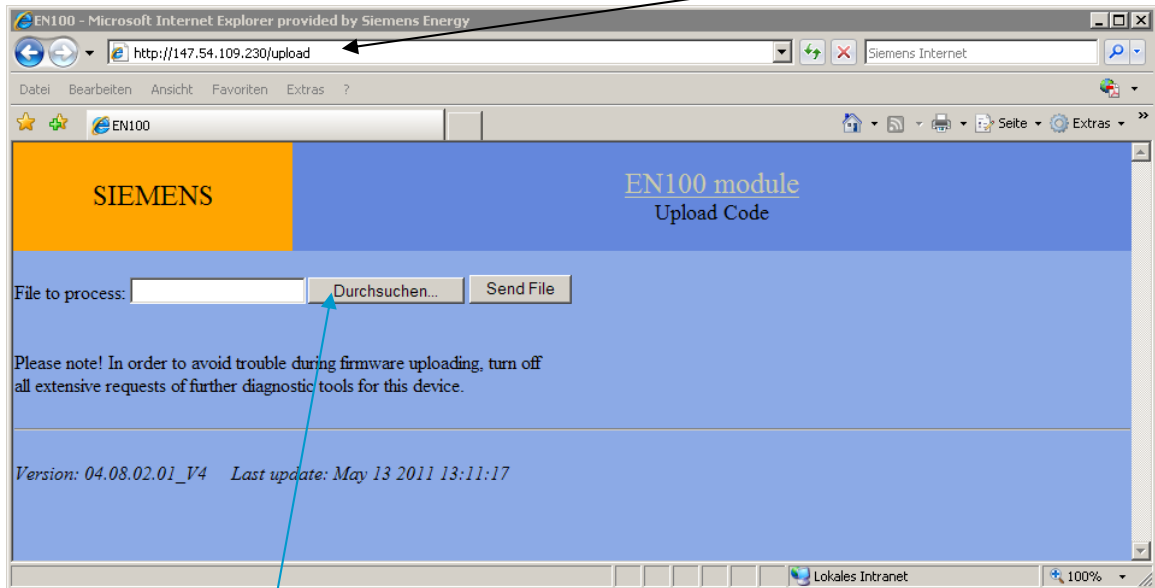 EN100 - Microsoft Internet Explorer provided by Siemens Energy
http://147.54.109.230/upload
Siemens Internet
Datei Bearbeiten Ansicht Favoriten Extras ?
EN100
Seite
Extras
SIEMENS
EN100 module
Upload Code
File to process:
Durchsuchen...
Send File
Please note! In order to avoid trouble during firmware uploading, turn off
all extensive requests of further diagnostic tools for this device.
Version: 04.08.02.01_V4 Last update: May 13 2011 13:11:17
Lokales Intranet
100%